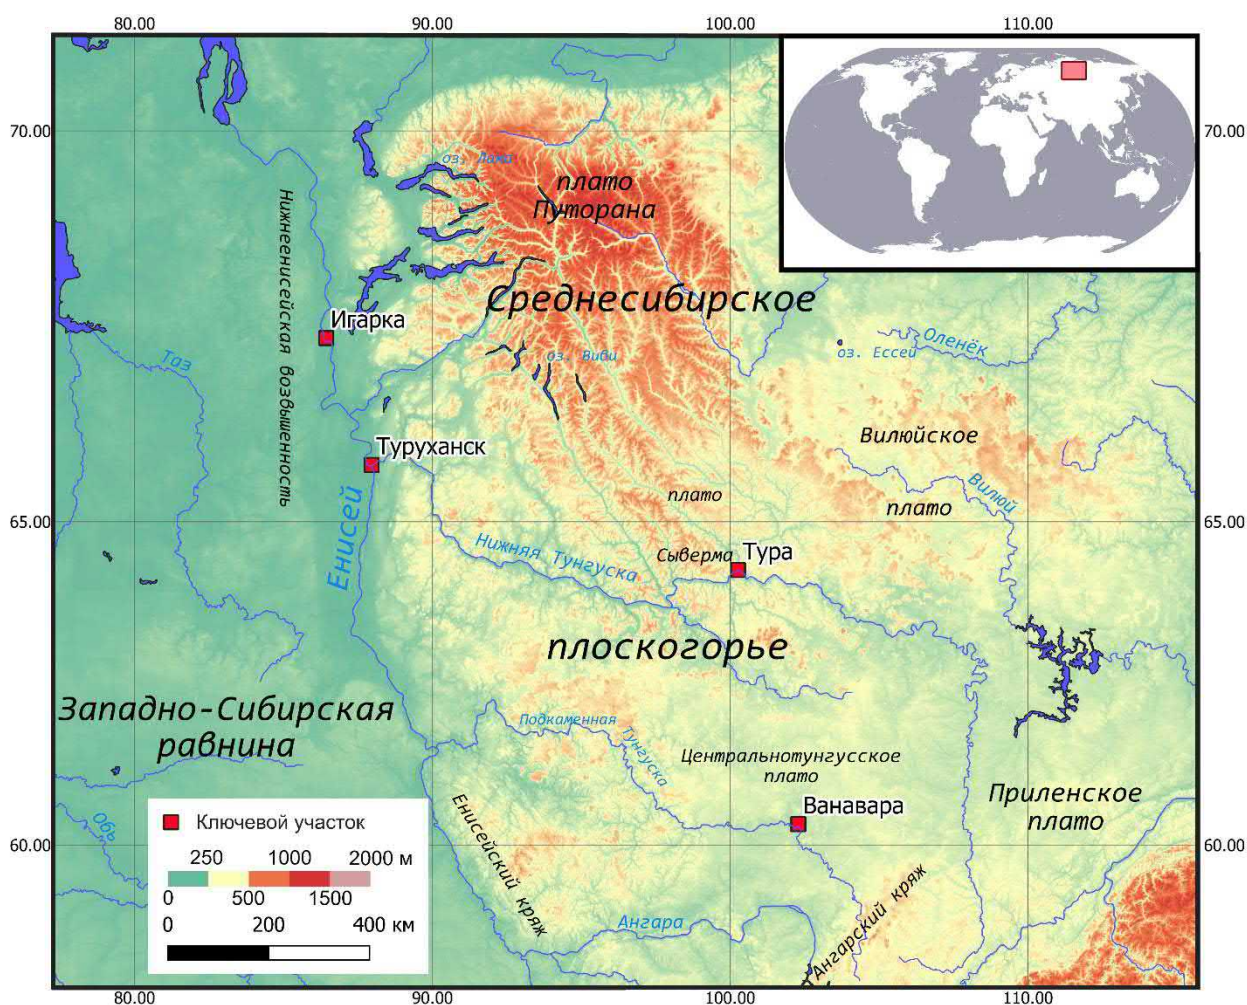 80.00 90.00 100.00 110.00
70.00
70.00
оз. Лама
плато
Путорана
Нижнеенисейская возвышенность
Среднесибирское
Игарка
Таз
оз. Виви
оз. Ессей
Оленёк
Туруханск
Вилюйское
плато
Вилюй
плато
Сыверма
65.00
65.00
Енисей
Нижняя Тунгуска
Тура
плоскогорье
Западно-Сибирская
равнина
Подкаменная
Тунгуска
Центральнотунгусское
плато
Приленское
плато
Ванавара
Обь
Енисейский кряж
60.00
60.00
Ангара
Ангарский кряж
Ключевой участок
250 1000 2000 м
0 500 1500
0 200 400 км
80.00 90.00 100.00 110.00